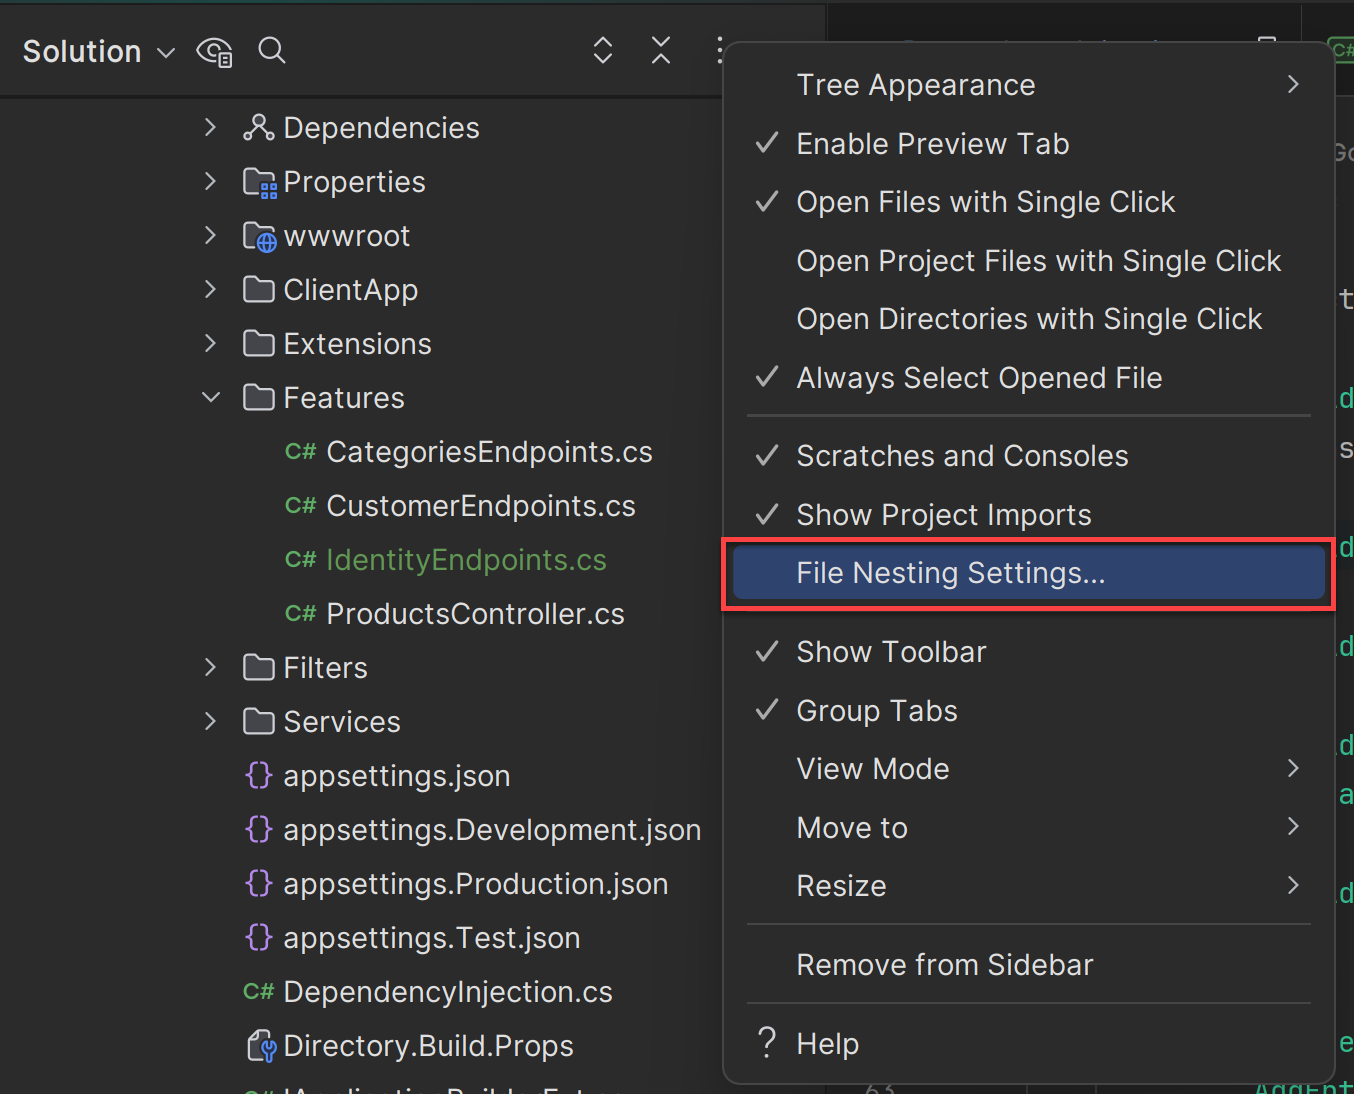 Solution
Dependencies
Properties
wwwroot
ClientApp
Extensions
Features
C# CategoriesEndpoints.cs
C# CustomerEndpoints.cs
C# IdentityEndpoints.cs
C# ProductsController.cs
Filters
Services
{} appsettings.json
{} appsettings.Development.json
{} appsettings.Production.json
{} appsettings.Test.json
C# DependencyInjection.cs
Directory.Build.Props
Tree Appearance
Enable Preview Tab
Open Files with Single Click
Open Project Files with Single Click
Open Directories with Single Click
Always Select Opened File
Scratches and Consoles
Show Project Imports
File Nesting Settings...
Show Toolbar
Group Tabs
View Mode
Move to
Resize
Remove from Sidebar
? Help
C#